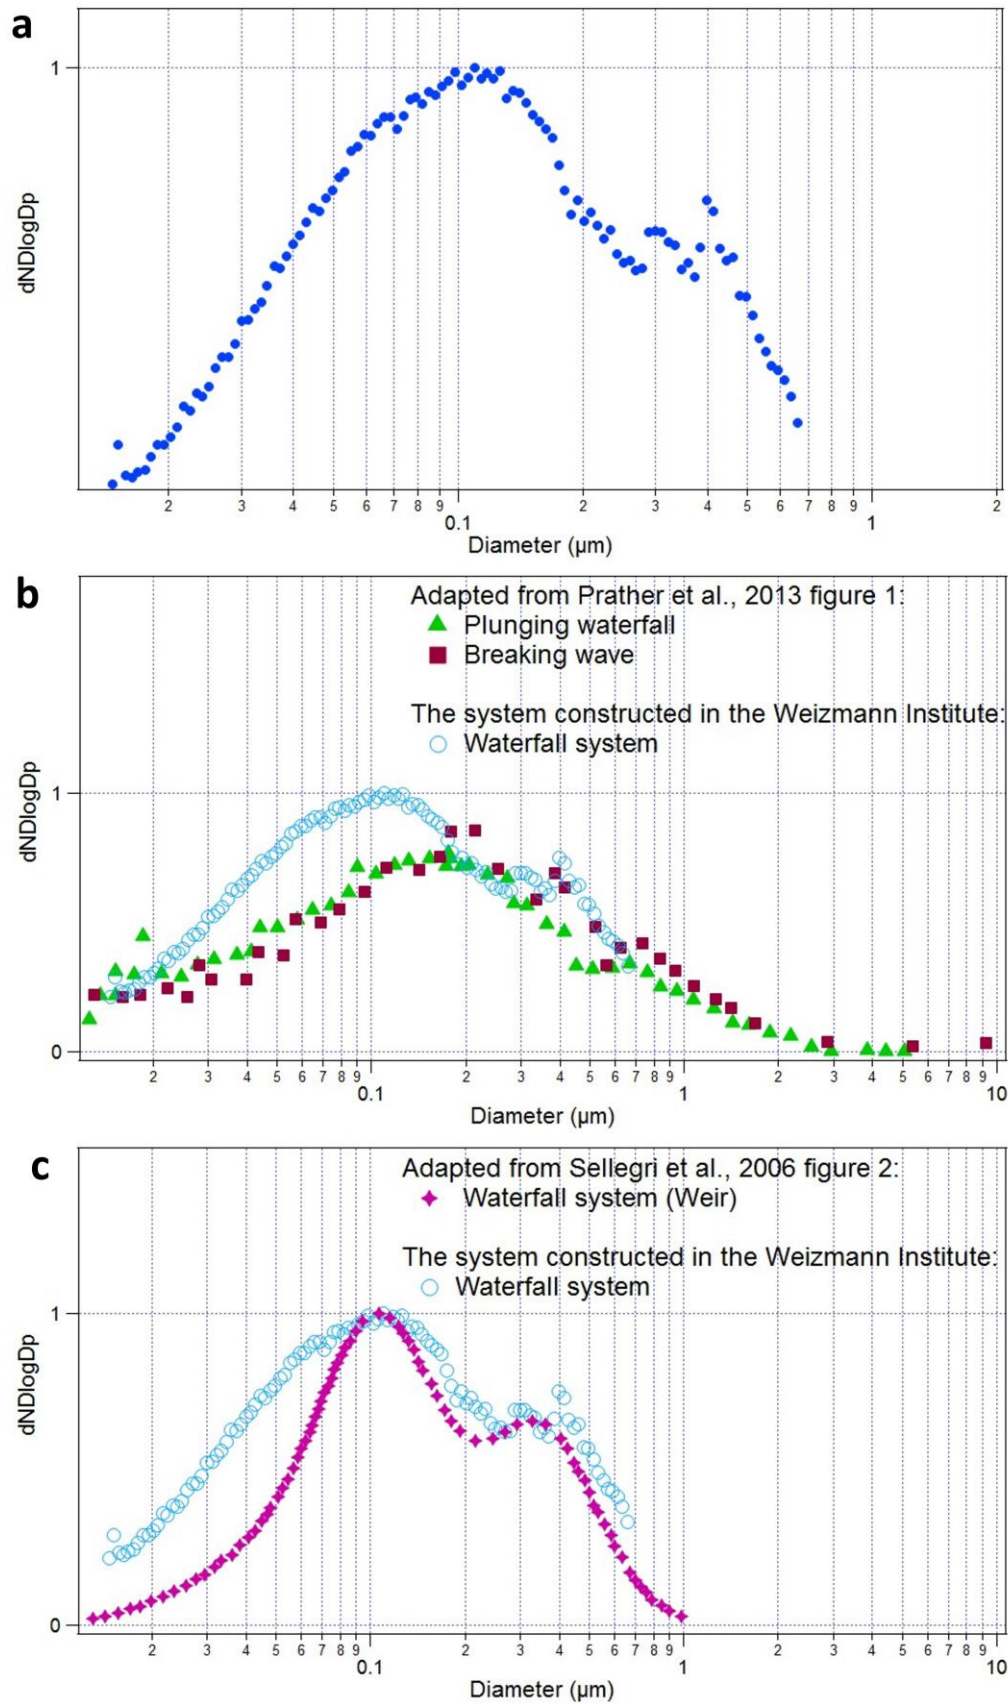 a
1
dNDlogDp
2 3 4 5 6 7 8 9 0.1 2 3 4 5 6 7 8 9 1 2
Diameter (µm)
b
Adapted from Prather et al., 2013 figure 1:
Plunging waterfall
Breaking wave
The system constructed in the Weizmann Institute:
Waterfall system
1
dNDlogDp
0
2 3 4 5 6 7 8 9 0.1 2 3 4 5 6 7 8 9 1 2 3 4 5 6 7 8 9 10
Diameter (µm)
c
Adapted from Sellegri et al., 2006 figure 2:
Waterfall system (Weir)
The system constructed in the Weizmann Institute:
Waterfall system
1
dNDlogDp
0
2 3 4 5 6 7 8 9 0.1 2 3 4 5 6 7 8 9 1 2 3 4 5 6 7 8 9 10
Diameter (µm)